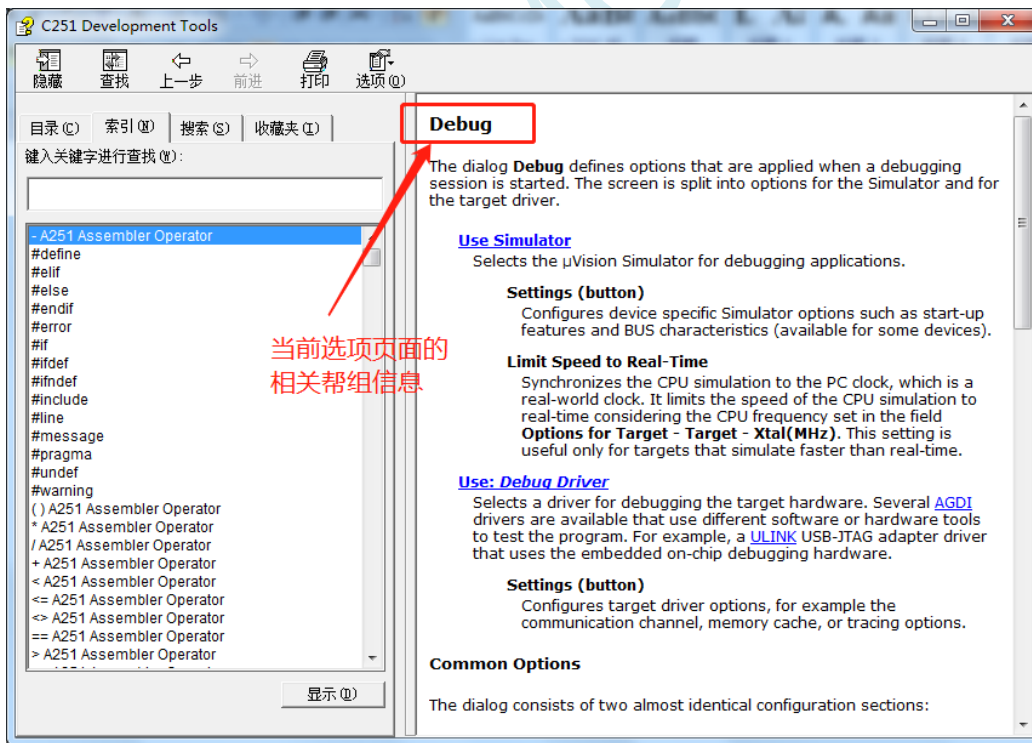 C251 Development Tools
隐藏 查找 上一步 前进 打印 选项(O)
目录(C) 索引(N) 搜索(S) 收藏夹(I)
键入关键字进行查找(W):
- A251 Assembler Operator
#define
#elif
#else
#endif
#error
#if
#ifdef
#ifndef
#include
#line
#message
#pragma
#undef
#warning
( ) A251 Assembler Operator
* A251 Assembler Operator
/ A251 Assembler Operator
+ A251 Assembler Operator
< A251 Assembler Operator
<= A251 Assembler Operator
<> A251 Assembler Operator
== A251 Assembler Operator
> A251 Assembler Operator
显示(D)
当前选项页面的
相关帮组信息
Debug
The dialog Debug defines options that are applied when a debugging
session is started. The screen is split into options for the Simulator and for
the target driver.
Use Simulator
Selects the µVision Simulator for debugging applications.
Settings (button)
Configures device specific Simulator options such as start-up
features and BUS characteristics (available for some devices).
Limit Speed to Real-Time
Synchronizes the CPU simulation to the PC clock, which is a
real-world clock. It limits the speed of the CPU simulation to
real-time considering the CPU frequency set in the field
Options for Target - Target - Xtal(MHz). This setting is
useful only for targets that simulate faster than real-time.
Use: Debug Driver
Selects a driver for debugging the target hardware. Several AGDI
drivers are available that use different software or hardware tools
to test the program. For example, a ULINK USB-JTAG adapter driver
that uses the embedded on-chip debugging hardware.
Settings (button)
Configures target driver options, for example the
communication channel, memory cache, or tracing options.
Common Options
The dialog consists of two almost identical configuration sections: